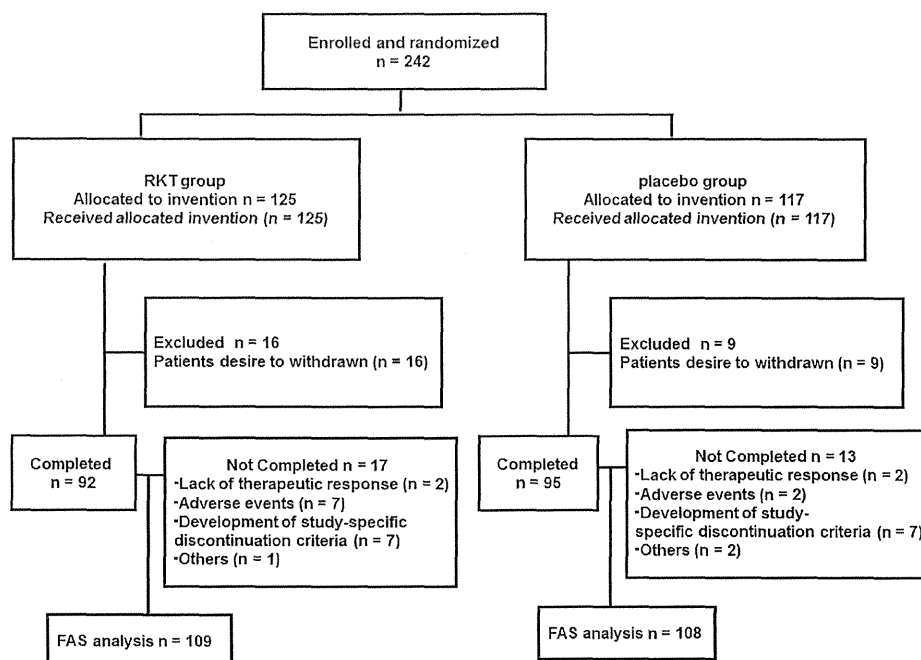 Enrolled and randomized
n = 242
RKT group
Allocated to invention n = 125
Received allocated invention (n = 125)
placebo group
Allocated to invention n = 117
Received allocated invention (n = 117)
Excluded n = 16
Patients desire to withdrawn (n = 16)
Excluded n = 9
Patients desire to withdrawn (n = 9)
Completed
n = 92
Not Completed n = 17
-Lack of therapeutic response (n = 2)
-Adverse events (n = 7)
-Development of study-specific
discontinuation criteria (n = 7)
-Others (n = 1)
Completed
n = 95
Not Completed n = 13
-Lack of therapeutic response (n = 2)
-Adverse events (n = 2)
-Development of study-
specific discontinuation criteria (n = 7)
-Others (n = 2)
FAS analysis n = 109
FAS analysis n = 108